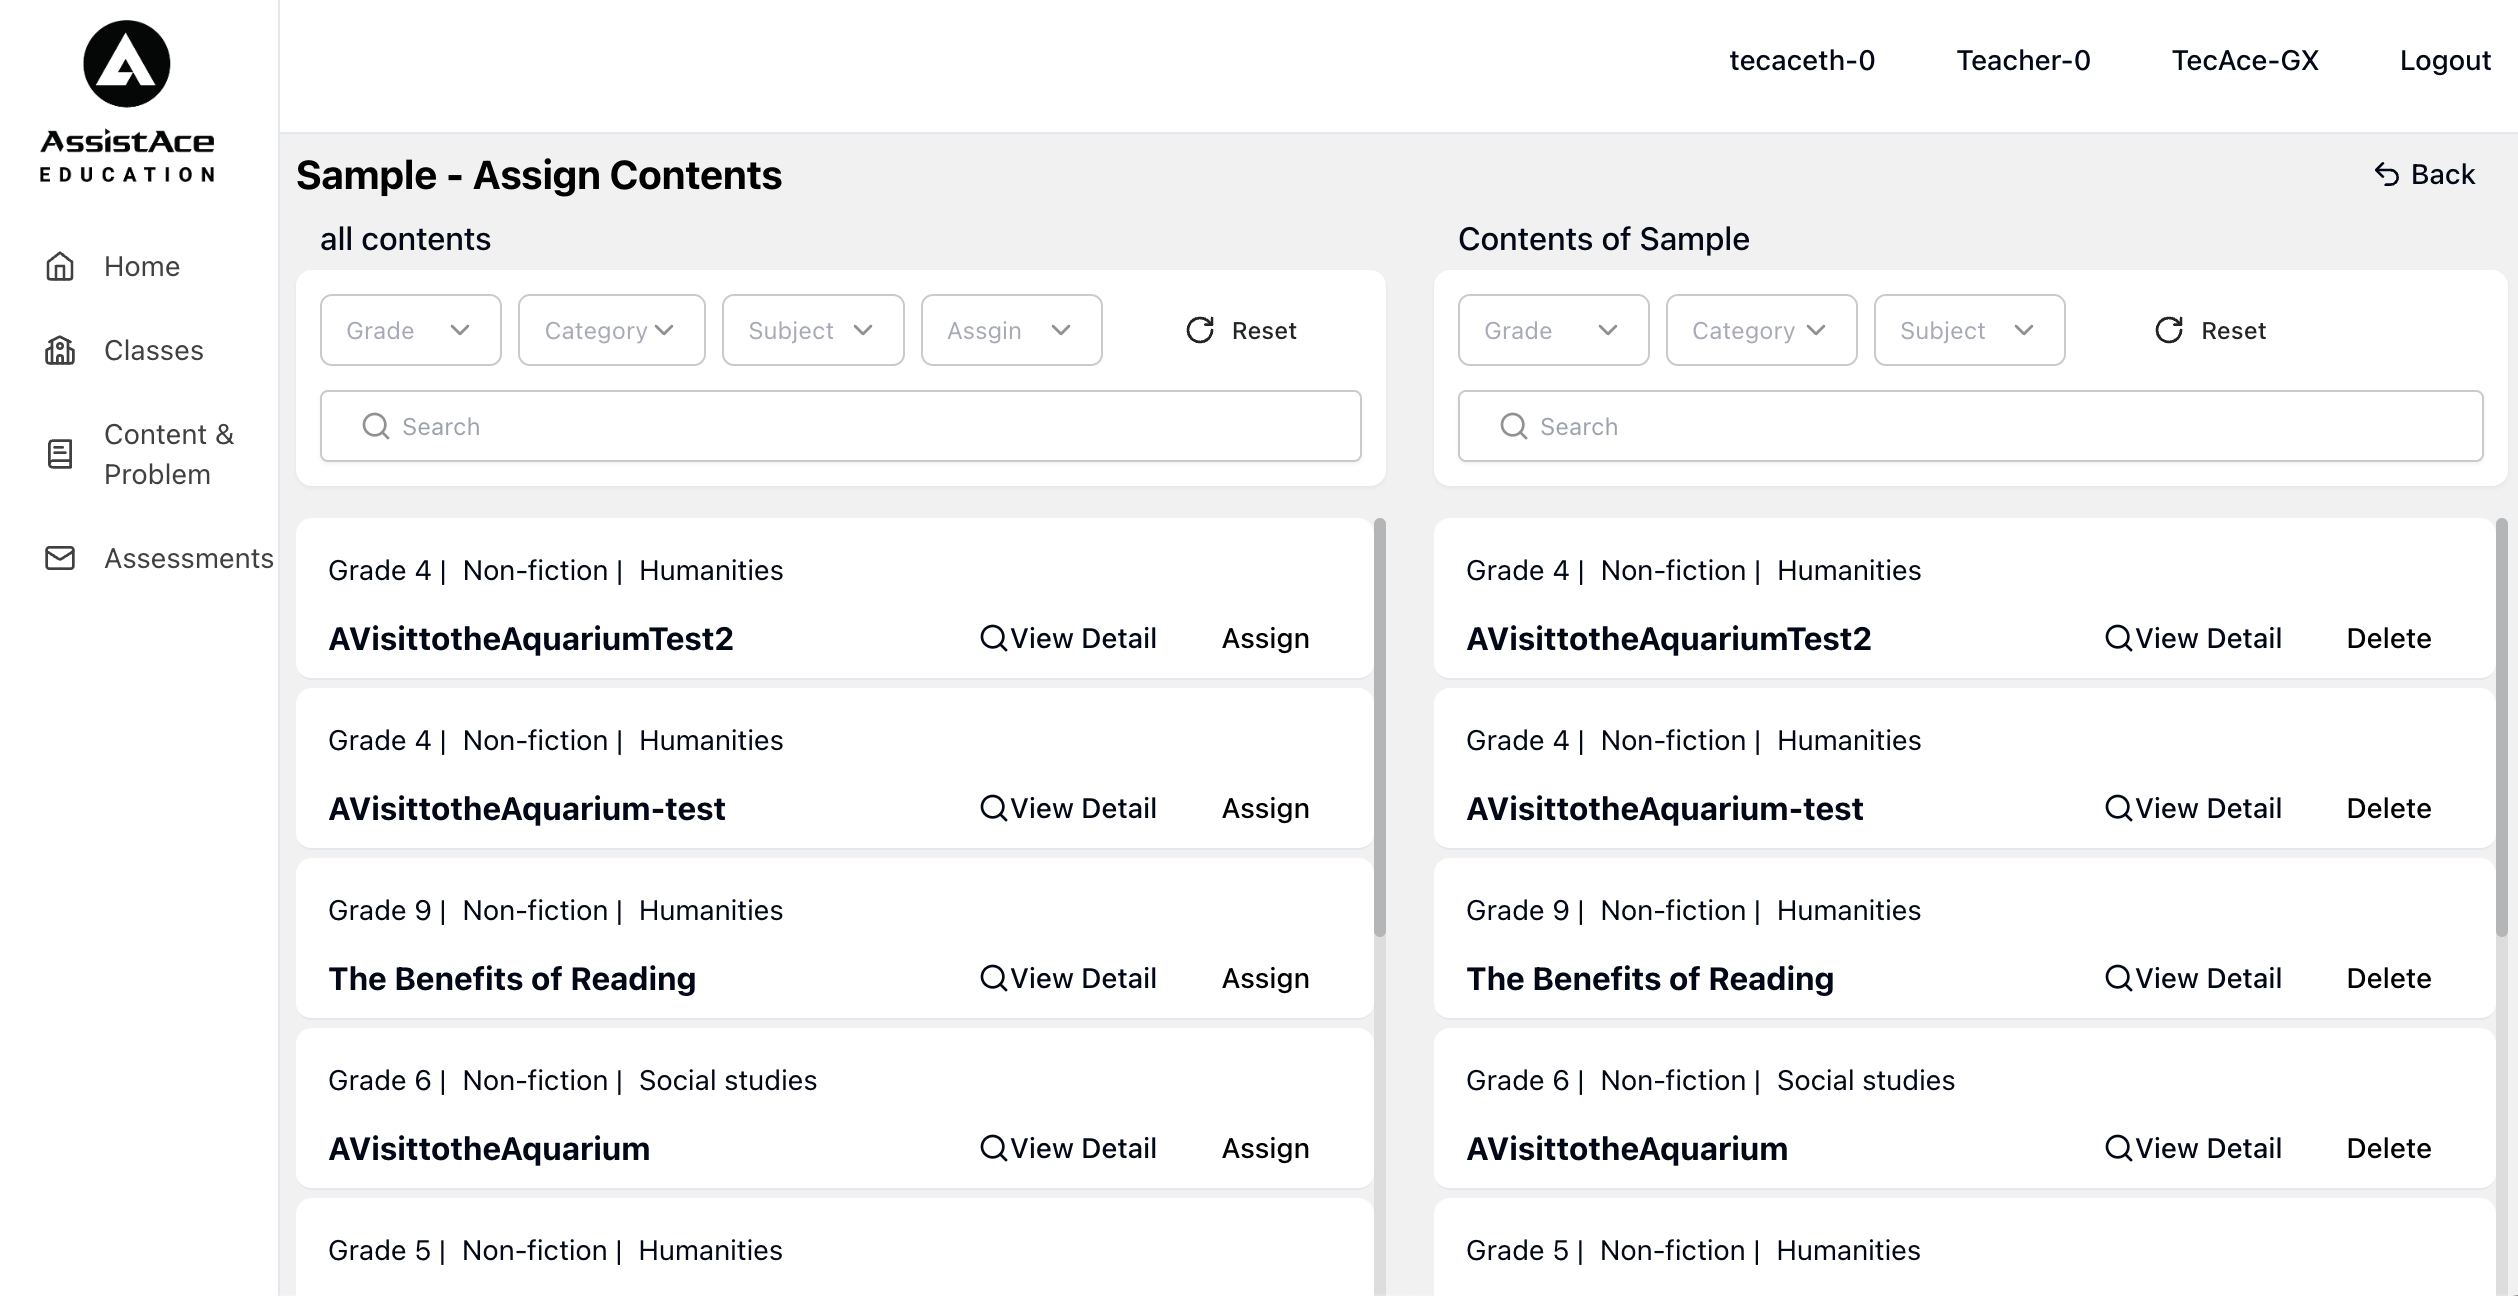 AssistAce
EDUCATION
Home
Classes
Content &
Problem
Assessments
tecaceth-0
Teacher-0
TecAce-GX
Logout
Sample - Assign Contents
Back
all contents
Grade
Category
Subject
Assgin
Reset
Search
Grade 4 | Non-fiction | Humanities
AVisittotheAquariumTest2
View Detail
Assign
Grade 4 | Non-fiction | Humanities
AVisittotheAquarium-test
View Detail
Assign
Grade 9 | Non-fiction | Humanities
The Benefits of Reading
View Detail
Assign
Grade 6 | Non-fiction | Social studies
AVisittotheAquarium
View Detail
Assign
Grade 5 | Non-fiction | Humanities
Contents of Sample
Grade
Category
Subject
Reset
Search
Grade 4 | Non-fiction | Humanities
AVisittotheAquariumTest2
View Detail
Delete
Grade 4 | Non-fiction | Humanities
AVisittotheAquarium-test
View Detail
Delete
Grade 9 | Non-fiction | Humanities
The Benefits of Reading
View Detail
Delete
Grade 6 | Non-fiction | Social studies
AVisittotheAquarium
View Detail
Delete
Grade 5 | Non-fiction | Humanities